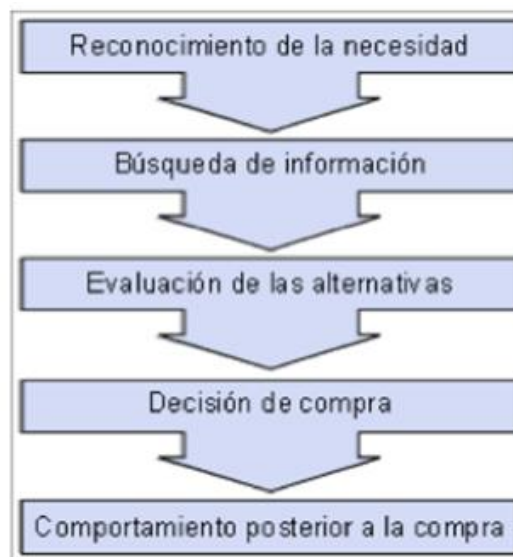 Reconocimiento de la necesidad
Búsqueda de información
Evaluación de las alternativas
Decisión de compra
Comportamiento posterior a la compra